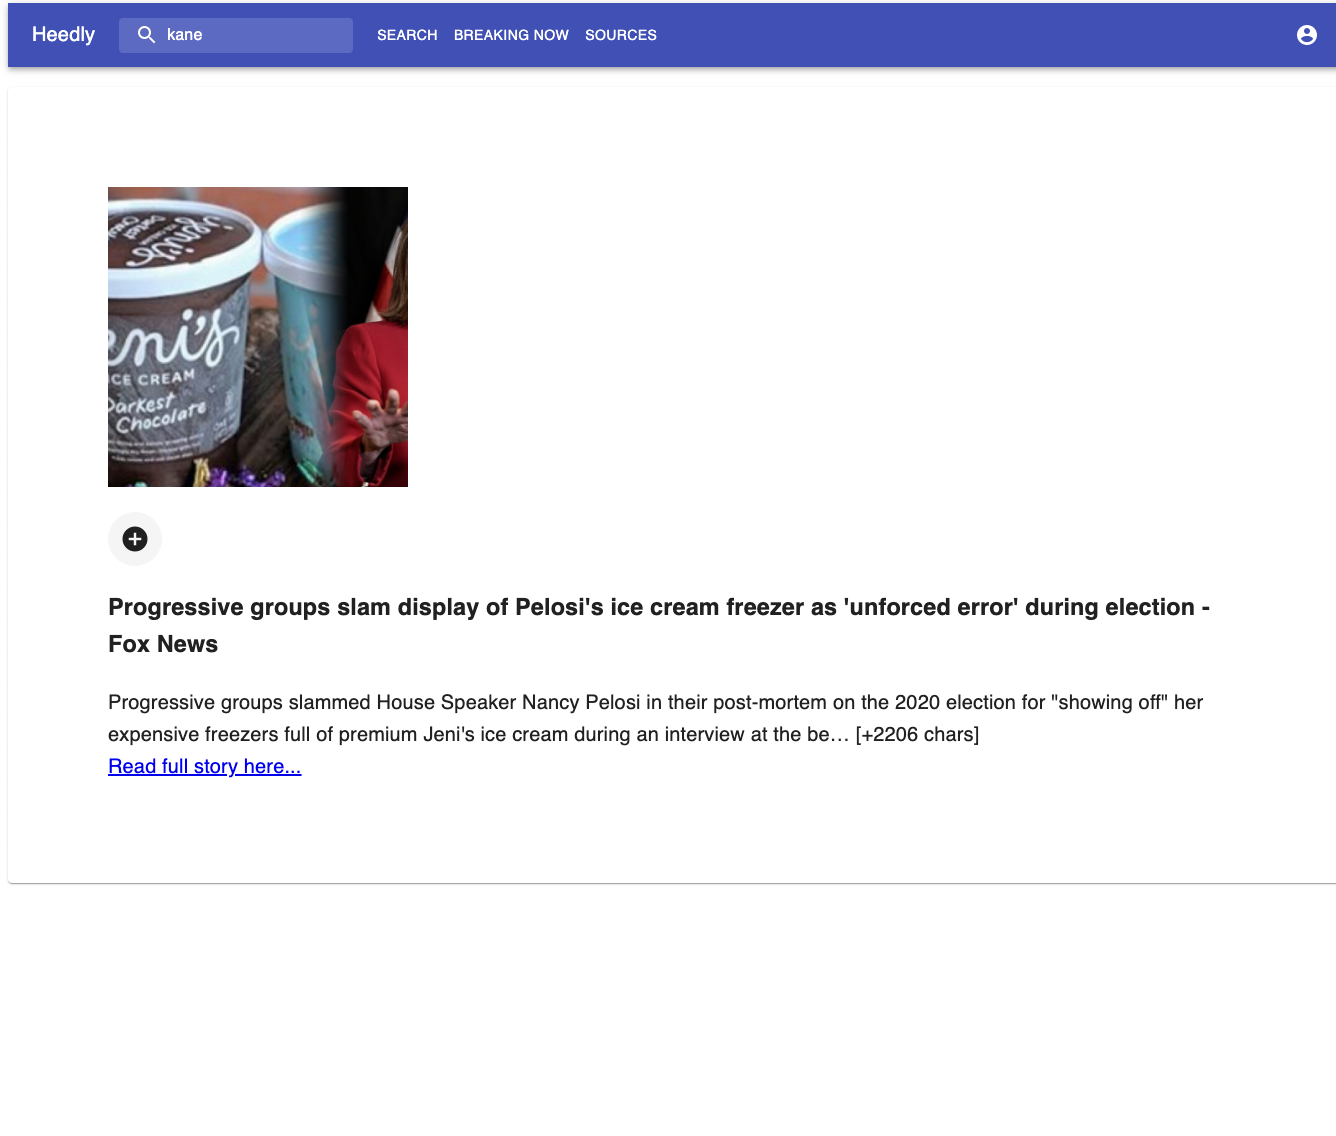 Heedly
kane
SEARCH BREAKING NOW SOURCES
eni's
ICE CREAM
Darkest
Chocolate
Progressive groups slam display of Pelosi's ice cream freezer as 'unforced error' during election -
Fox News
Progressive groups slammed House Speaker Nancy Pelosi in their post-mortem on the 2020 election for "showing off" her
expensive freezers full of premium Jeni's ice cream during an interview at the be… [+2206 chars]
Read full story here...